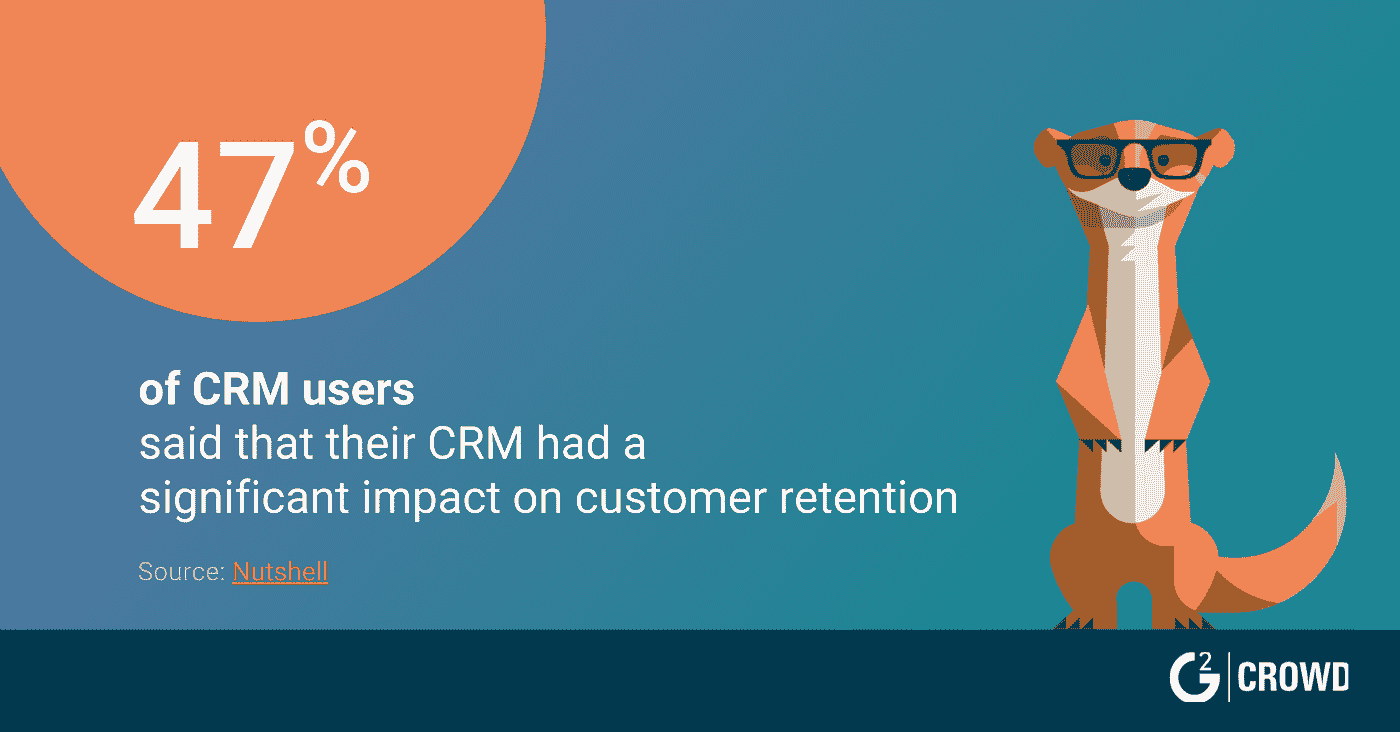 47%
of CRM users
said that their CRM had a
significant impact on customer retention
Source: Nutshell
G2 CROWD